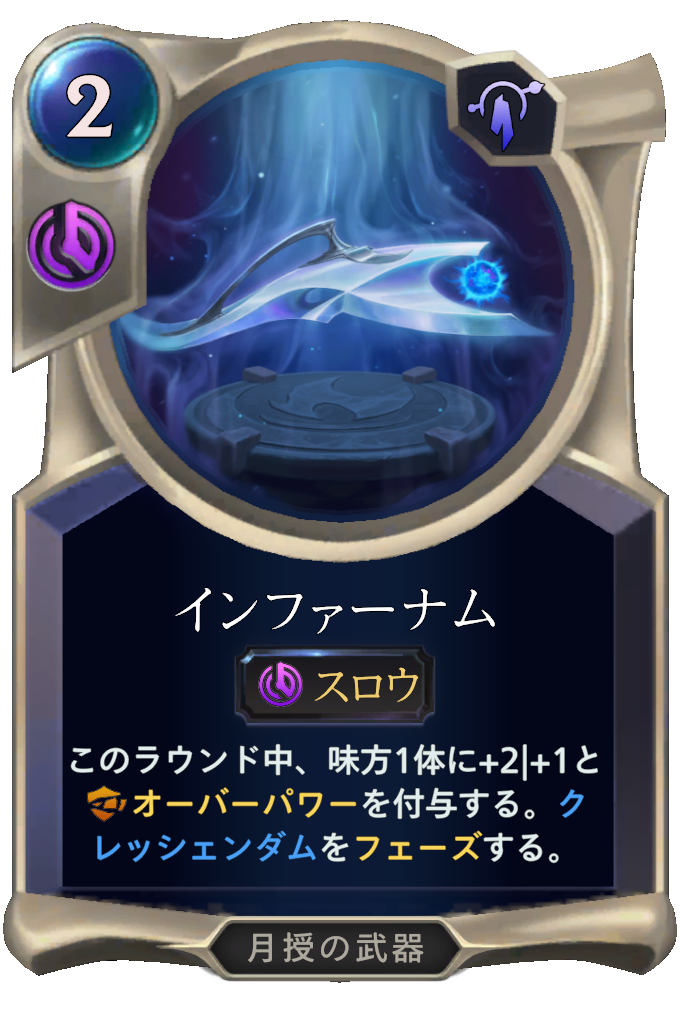 2
インファーナム
スロウ
このラウンド中、味方1体に+2|+1と
オーバーパワーを付与する。ク
レッシェンダムをフェーズする。
月授の武器